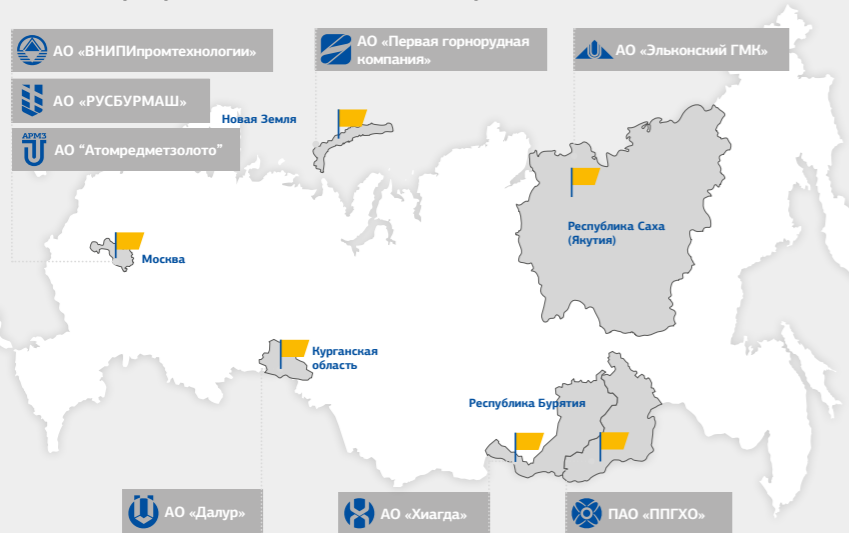 АО «ВНИПИпромтехнологии»
АО «Первая горнорудная
компания»
АО «Эльконский ГМК»
АО «РУСБУРМАШ»
Новая Земля
АРМЗ
АО "Атомредметзолото"
Республика Саха
(Якутия)
Москва
Курганская
область
Республика Бурятия
АО «Далур»
АО «Хиагда»
ПАО «ППГХО»